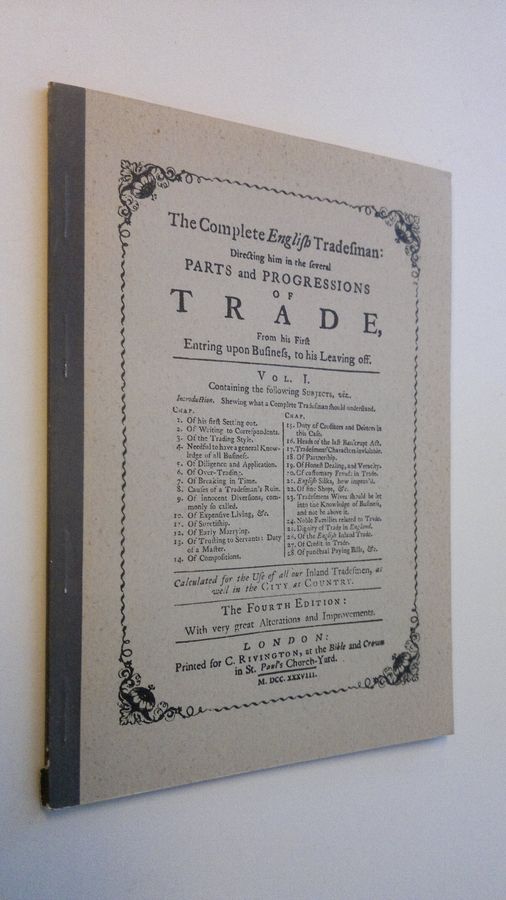 The Complete Engliſh Tradeſman:
Directing him in the ſeveral
PARTS and PROGRESSIONS
OF
TRADE,
From his Firſt
Entring upon Buſineſs, to his Leaving off.
VOL. I.
Containing the following SUBJECTS, viz.
Introduction. Shewing what a Complete Tradeſman ſhould underſtand.
CHAP.
1. Of his firſt Setting out.
2. Of Writing to Correſpondents.
3. Of the Trading Style.
4. Needful to have a general Know-
ledge of all Buſineſs.
5. Of Diligence and Application.
6. Of Over-Trading.
7. Of Breaking in Time.
8. Cauſes of a Tradeſman's Ruin.
9. Of innocent Diverſions, com-
monly ſo called.
10. Of Expenſive Living, &c.
11. Of Suretiſhip.
12. Of Early Marrying.
13. Of Truſting to Servants: Duty
of a Maſter.
14. Of Compoſitions.
CHAP.
15. Duty of Creditors and Debtors in
this Caſe.
16. Heads of the laſt Bankrupt Act.
17. Tradeſmens Characters
18. Of Partnerſhip.
19. Of Honeſt Dealing, and Veracity.
20. Of cuſtomary Frauds in Trade.
21. Engliſh Silks, how improv'd.
22. Of fine Shops, &c.
23. Tradeſmens Wives ſhould be let
into the Knowledge of Buſineſs,
and not be above it.
24. Noble Families related to Trade.
25. Dignity of Trade in England.
26. Of the Engliſh Inland Trade.
27. Of Credit in Trade.
28 Of punctual Paying Bills, &c.
Calculated for the Uſe of all our Inland Tradeſmen, as
well in the CITY as COUNTRY.
The FOURTH EDITION:
With very great Alterations and Improvements.
LONDON:
Printed for C. RIVINGTON, at the Bible and Crown
in St. Paul's Church-Yard.
M. DCC. XXXVIII.